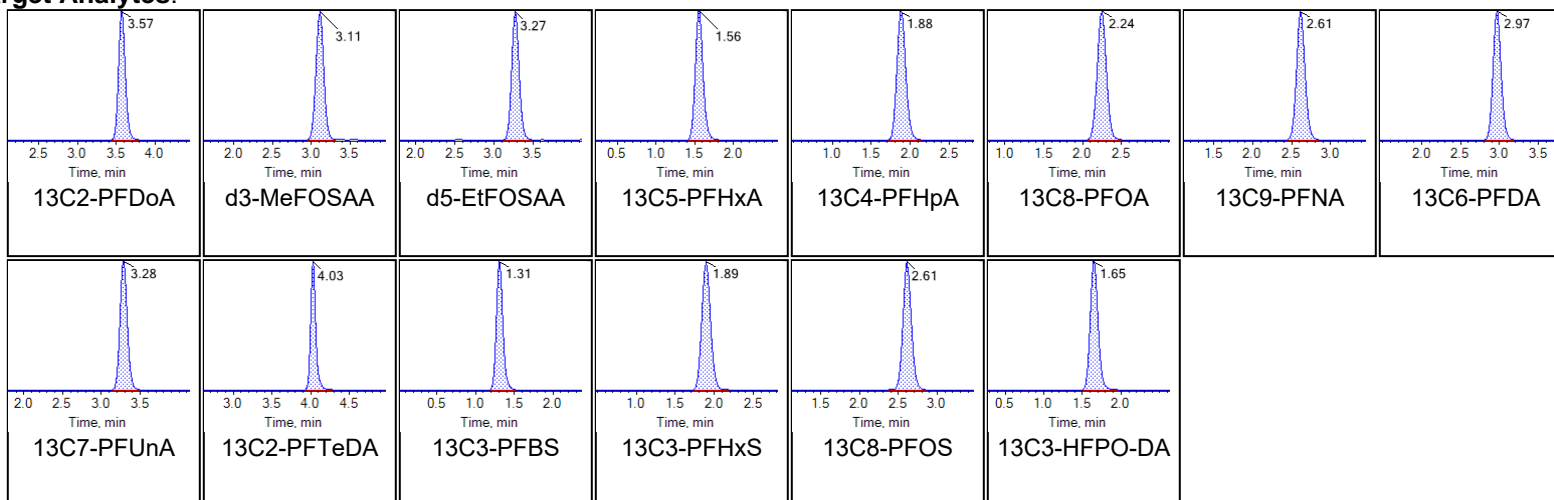 rget Analytes:
3.57 3.11 3.27 1.56 1.88 2.24 2.61 2.97
2.5 3.0 3.5 4.0 2.0 2.5 3.0 3.5 2.0 2.5 3.0 3.5 0.5 1.0 1.5 2.0 1.0 1.5 2.0 2.5 1.0 1.5 2.0 2.5 1.5 2.0 2.5 3.0 2.0 2.5 3.0 3.5
Time, min Time, min Time, min Time, min Time, min Time, min Time, min Time, min
13C2-PFDoA d3-MeFOSAA d5-EtFOSAA 13C5-PFHxA 13C4-PFHpA 13C8-PFOA 13C9-PFNA 13C6-PFDA
3.28 4.03 1.31 1.89 2.61 1.65
2.0 2.5 3.0 3.5 3.0 3.5 4.0 4.5 0.5 1.0 1.5 2.0 1.0 1.5 2.0 2.5 1.5 2.0 2.5 3.0 0.5 1.0 1.5 2.0
Time, min Time, min Time, min Time, min Time, min Time, min
13C7-PFUnA 13C2-PFTeDA 13C3-PFBS 13C3-PFHxS 13C8-PFOS 13C3-HFPO-DA